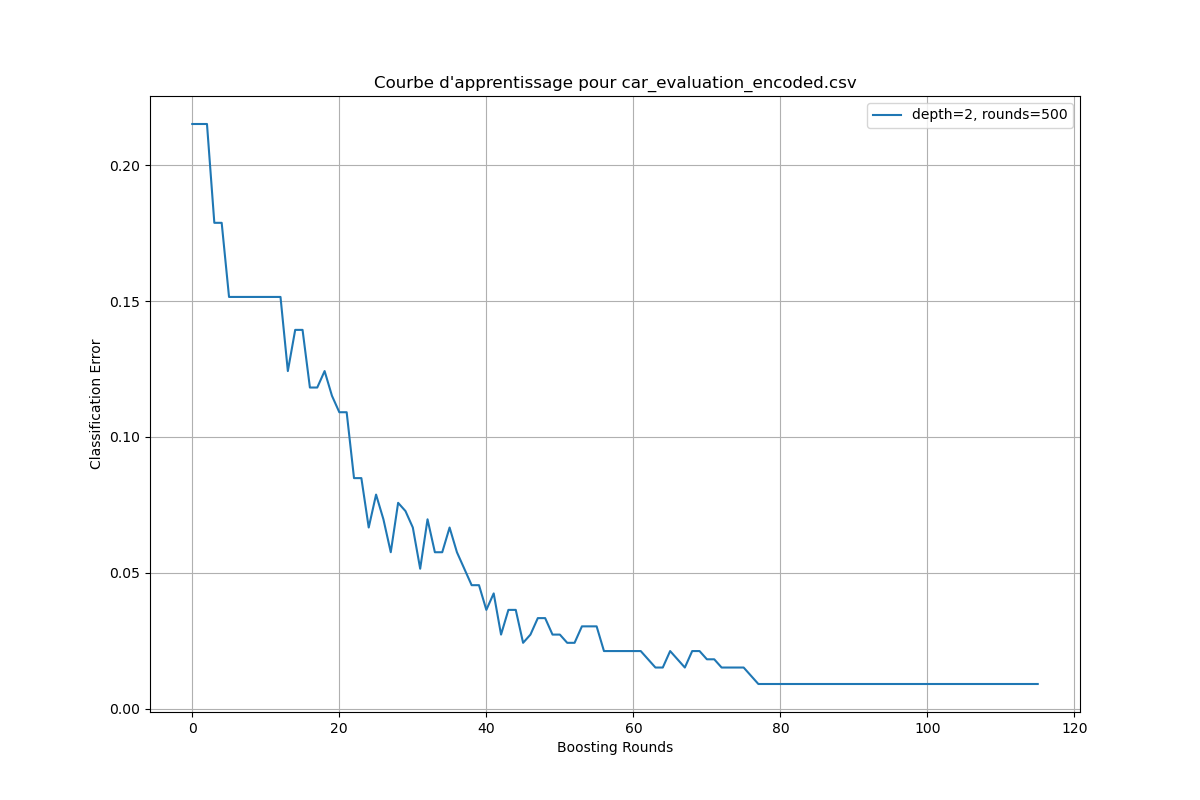 Courbe d'apprentissage pour car_evaluation_encoded.csv
depth=2, rounds=500
Classification Error
0.20
0.15
0.10
0.05
0.00
0 20 40 60 80 100 120
Boosting Rounds